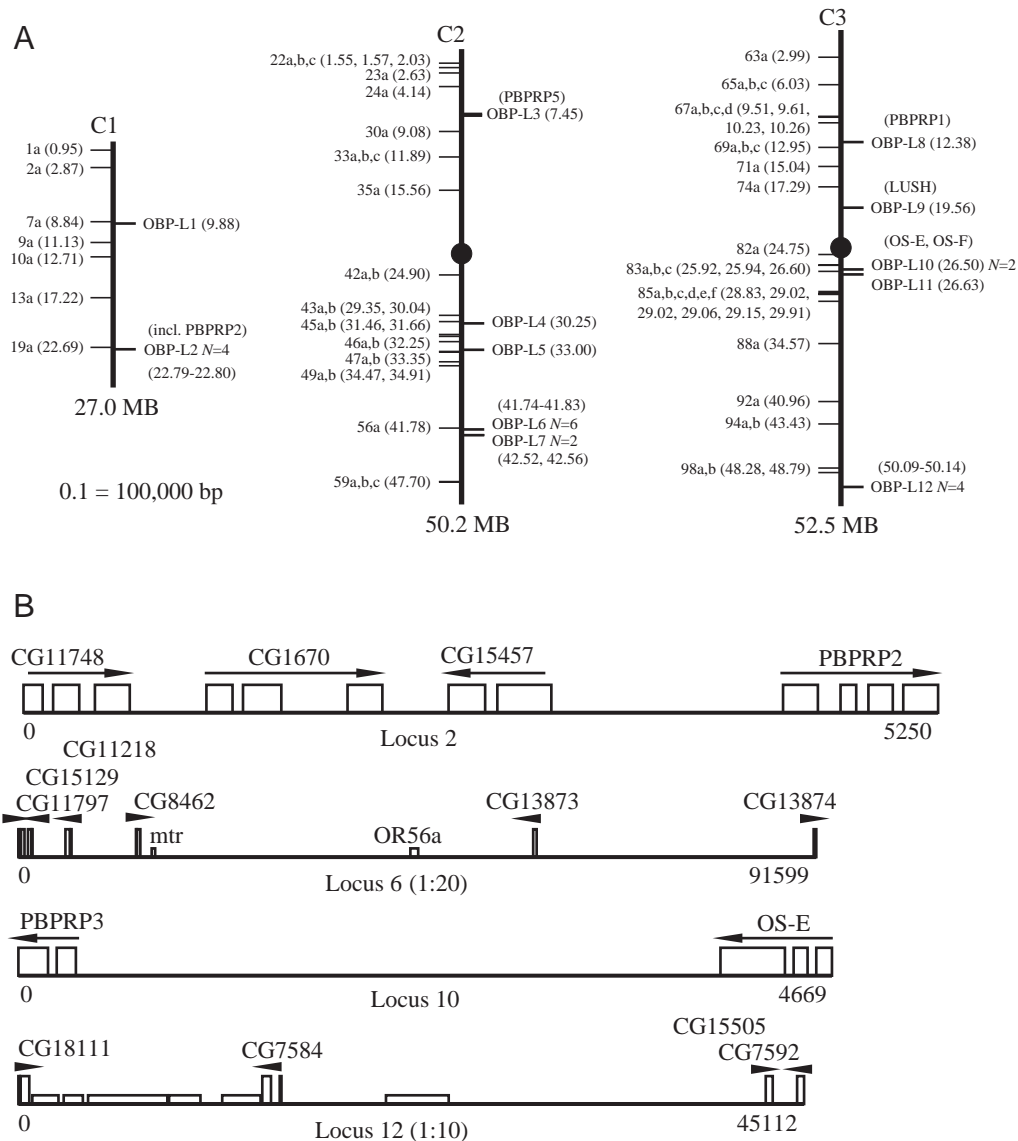 A
C1
1a (0.95)
2a (2.87)
7a (8.84)
9a (11.13)
10a (12.71)
13a (17.22)
19a (22.69)
OBP-L1 (9.88)
(incl. PBPRP2)
OBP-L2 N=4
(22.79-22.80)
27.0 MB
0.1 = 100,000 bp
C2
22a,b,c (1.55, 1.57, 2.03)
23a (2.63)
24a (4.14)
30a (9.08)
33a,b,c (11.89)
35a (15.56)
42a,b (24.90)
43a,b (29.35, 30.04)
45a,b (31.46, 31.66)
46a,b (32.25)
47a,b (33.35)
49a,b (34.47, 34.91)
56a (41.78)
59a,b,c (47.70)
(PBPRP5)
OBP-L3 (7.45)
OBP-L4 (30.25)
OBP-L5 (33.00)
(41.74-41.83)
OBP-L6 N=6
OBP-L7 N=2
(42.52, 42.56)
50.2 MB
C3
63a (2.99)
65a,b,c (6.03)
67a,b,c,d (9.51, 9.61,
10.23, 10.26)
69a,b,c (12.95)
71a (15.04)
74a (17.29)
82a (24.75)
83a,b,c (25.92, 25.94, 26.60)
85a,b,c,d,e,f (28.83, 29.02,
29.02, 29.06, 29.15, 29.91)
88a (34.57)
92a (40.96)
94a,b (43.43)
98a,b (48.28, 48.79)
(PBPRP1)
OBP-L8 (12.38)
(LUSH)
OBP-L9 (19.56)
(OS-E, OS-F)
OBP-L10 (26.50) N=2
OBP-L11 (26.63)
(50.09-50.14)
OBP-L12 N=4
52.5 MB
B
CG11748
CG1670
CG15457
PBPRP2
0
Locus 2
5250
CG11218
CG15129
CG11797
CG8462
CG13873
CG13874
mtr
OR56a
0
Locus 6 (1:20)
91599
PBPRP3
OS-E
0
Locus 10
4669
CG18111
CG7584
CG15505
CG7592
0
Locus 12 (1:10)
45112